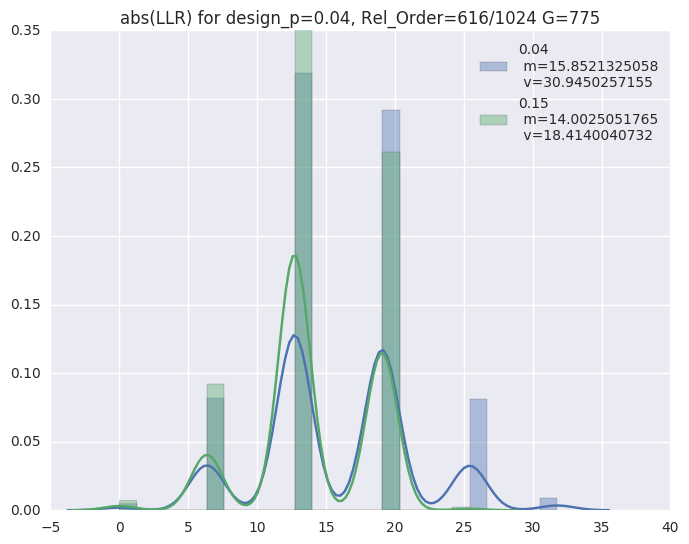 abs(LLR) for design_p=0.04, Rel_Order=616/1024 G=775
0.35
0.30
0.25
0.20
0.15
0.10
0.05
0.00
0.04
m=15.8521325058
v=30.9450257155
0.15
m=14.0025051765
v=18.4140040732
−5 0 5 10 15 20 25 30 35 40